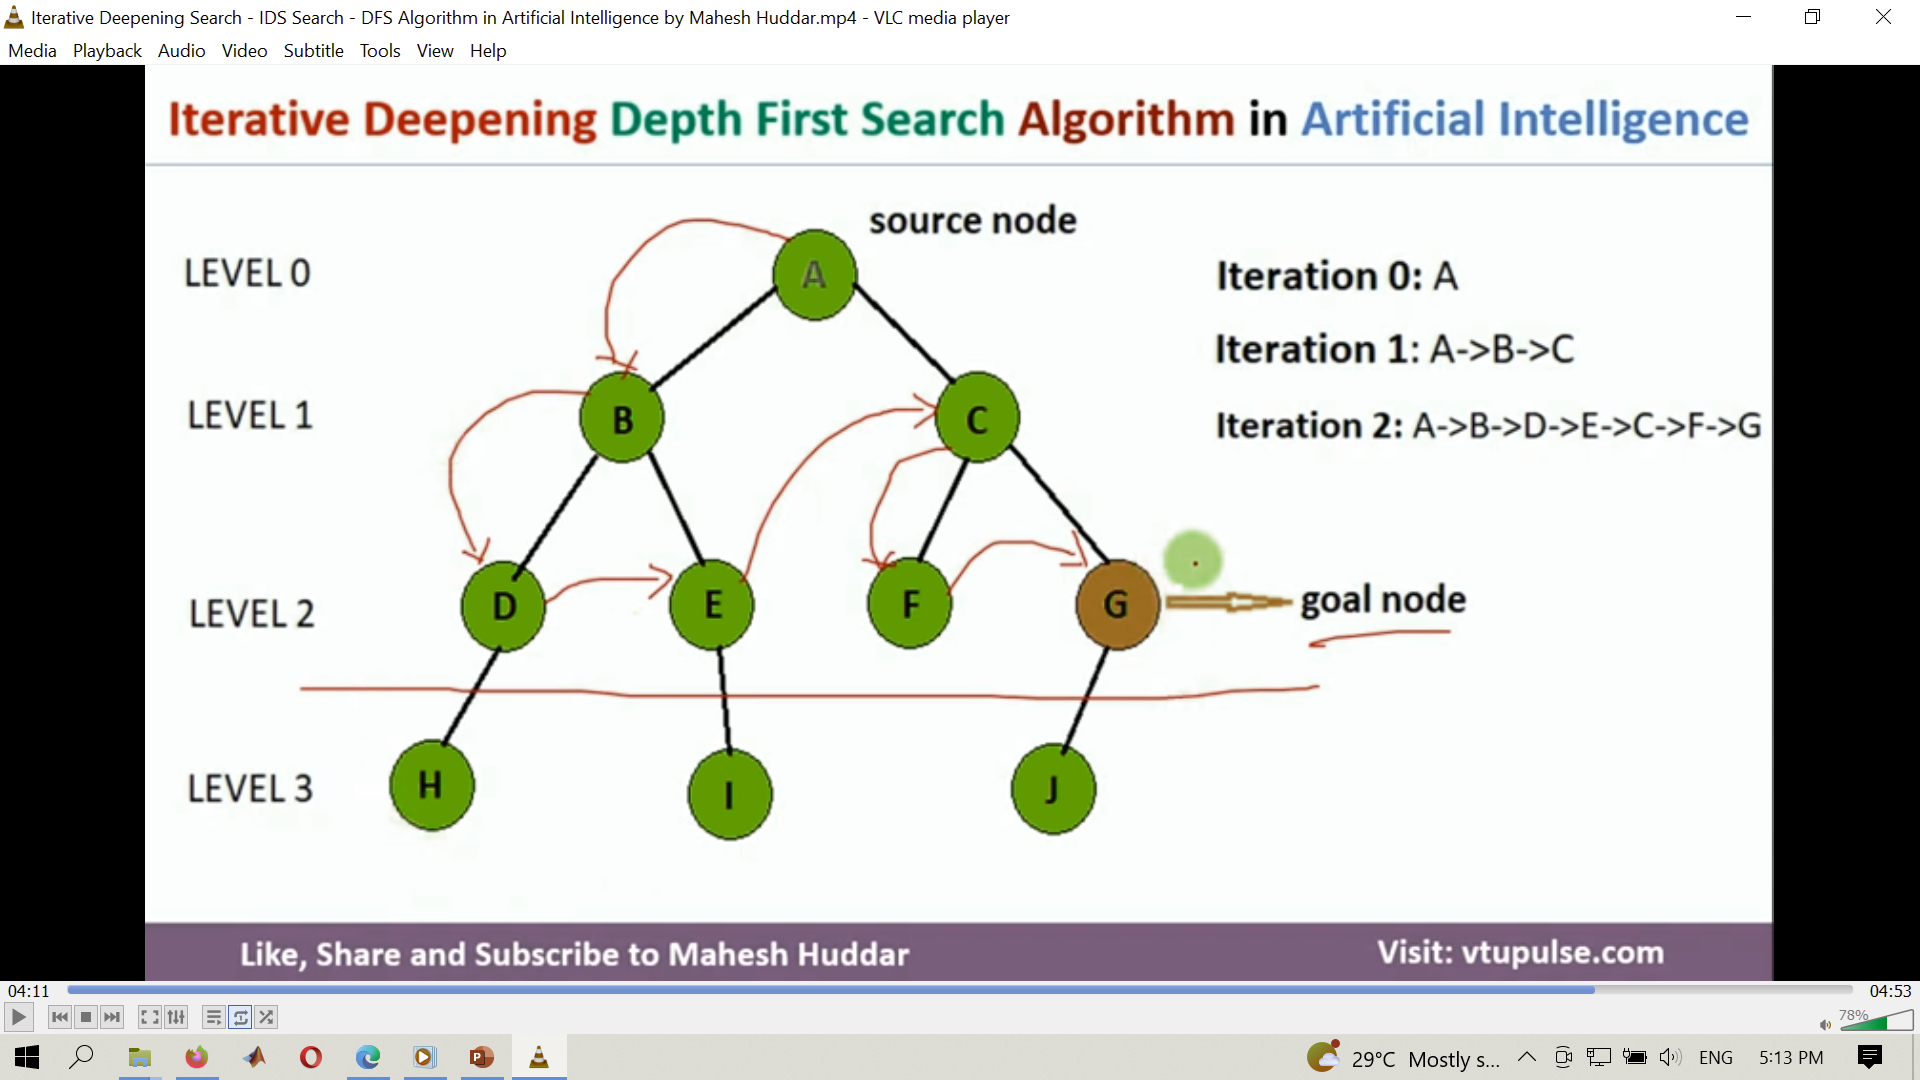 Iterative Deepening Search - IDS Search - DFS Algorithm in Artificial Intelligence by Mahesh Huddar.mp4 - VLC media player
Media Playback Audio Video Subtitle Tools View Help
Iterative Deepening Depth First Search Algorithm in Artificial Intelligence
source node
LEVEL 0 A Iteration 0: A
Iteration 1: A->B->C
LEVEL 1 B C Iteration 2: A->B->D->E->C->F->G
LEVEL 2 D E F G goal node
LEVEL 3 H I J
Like, Share and Subscribe to Mahesh Huddar Visit: vtupulse.com
04:11 04:53
78%
29°C Mostly s... ENG 5:13 PM